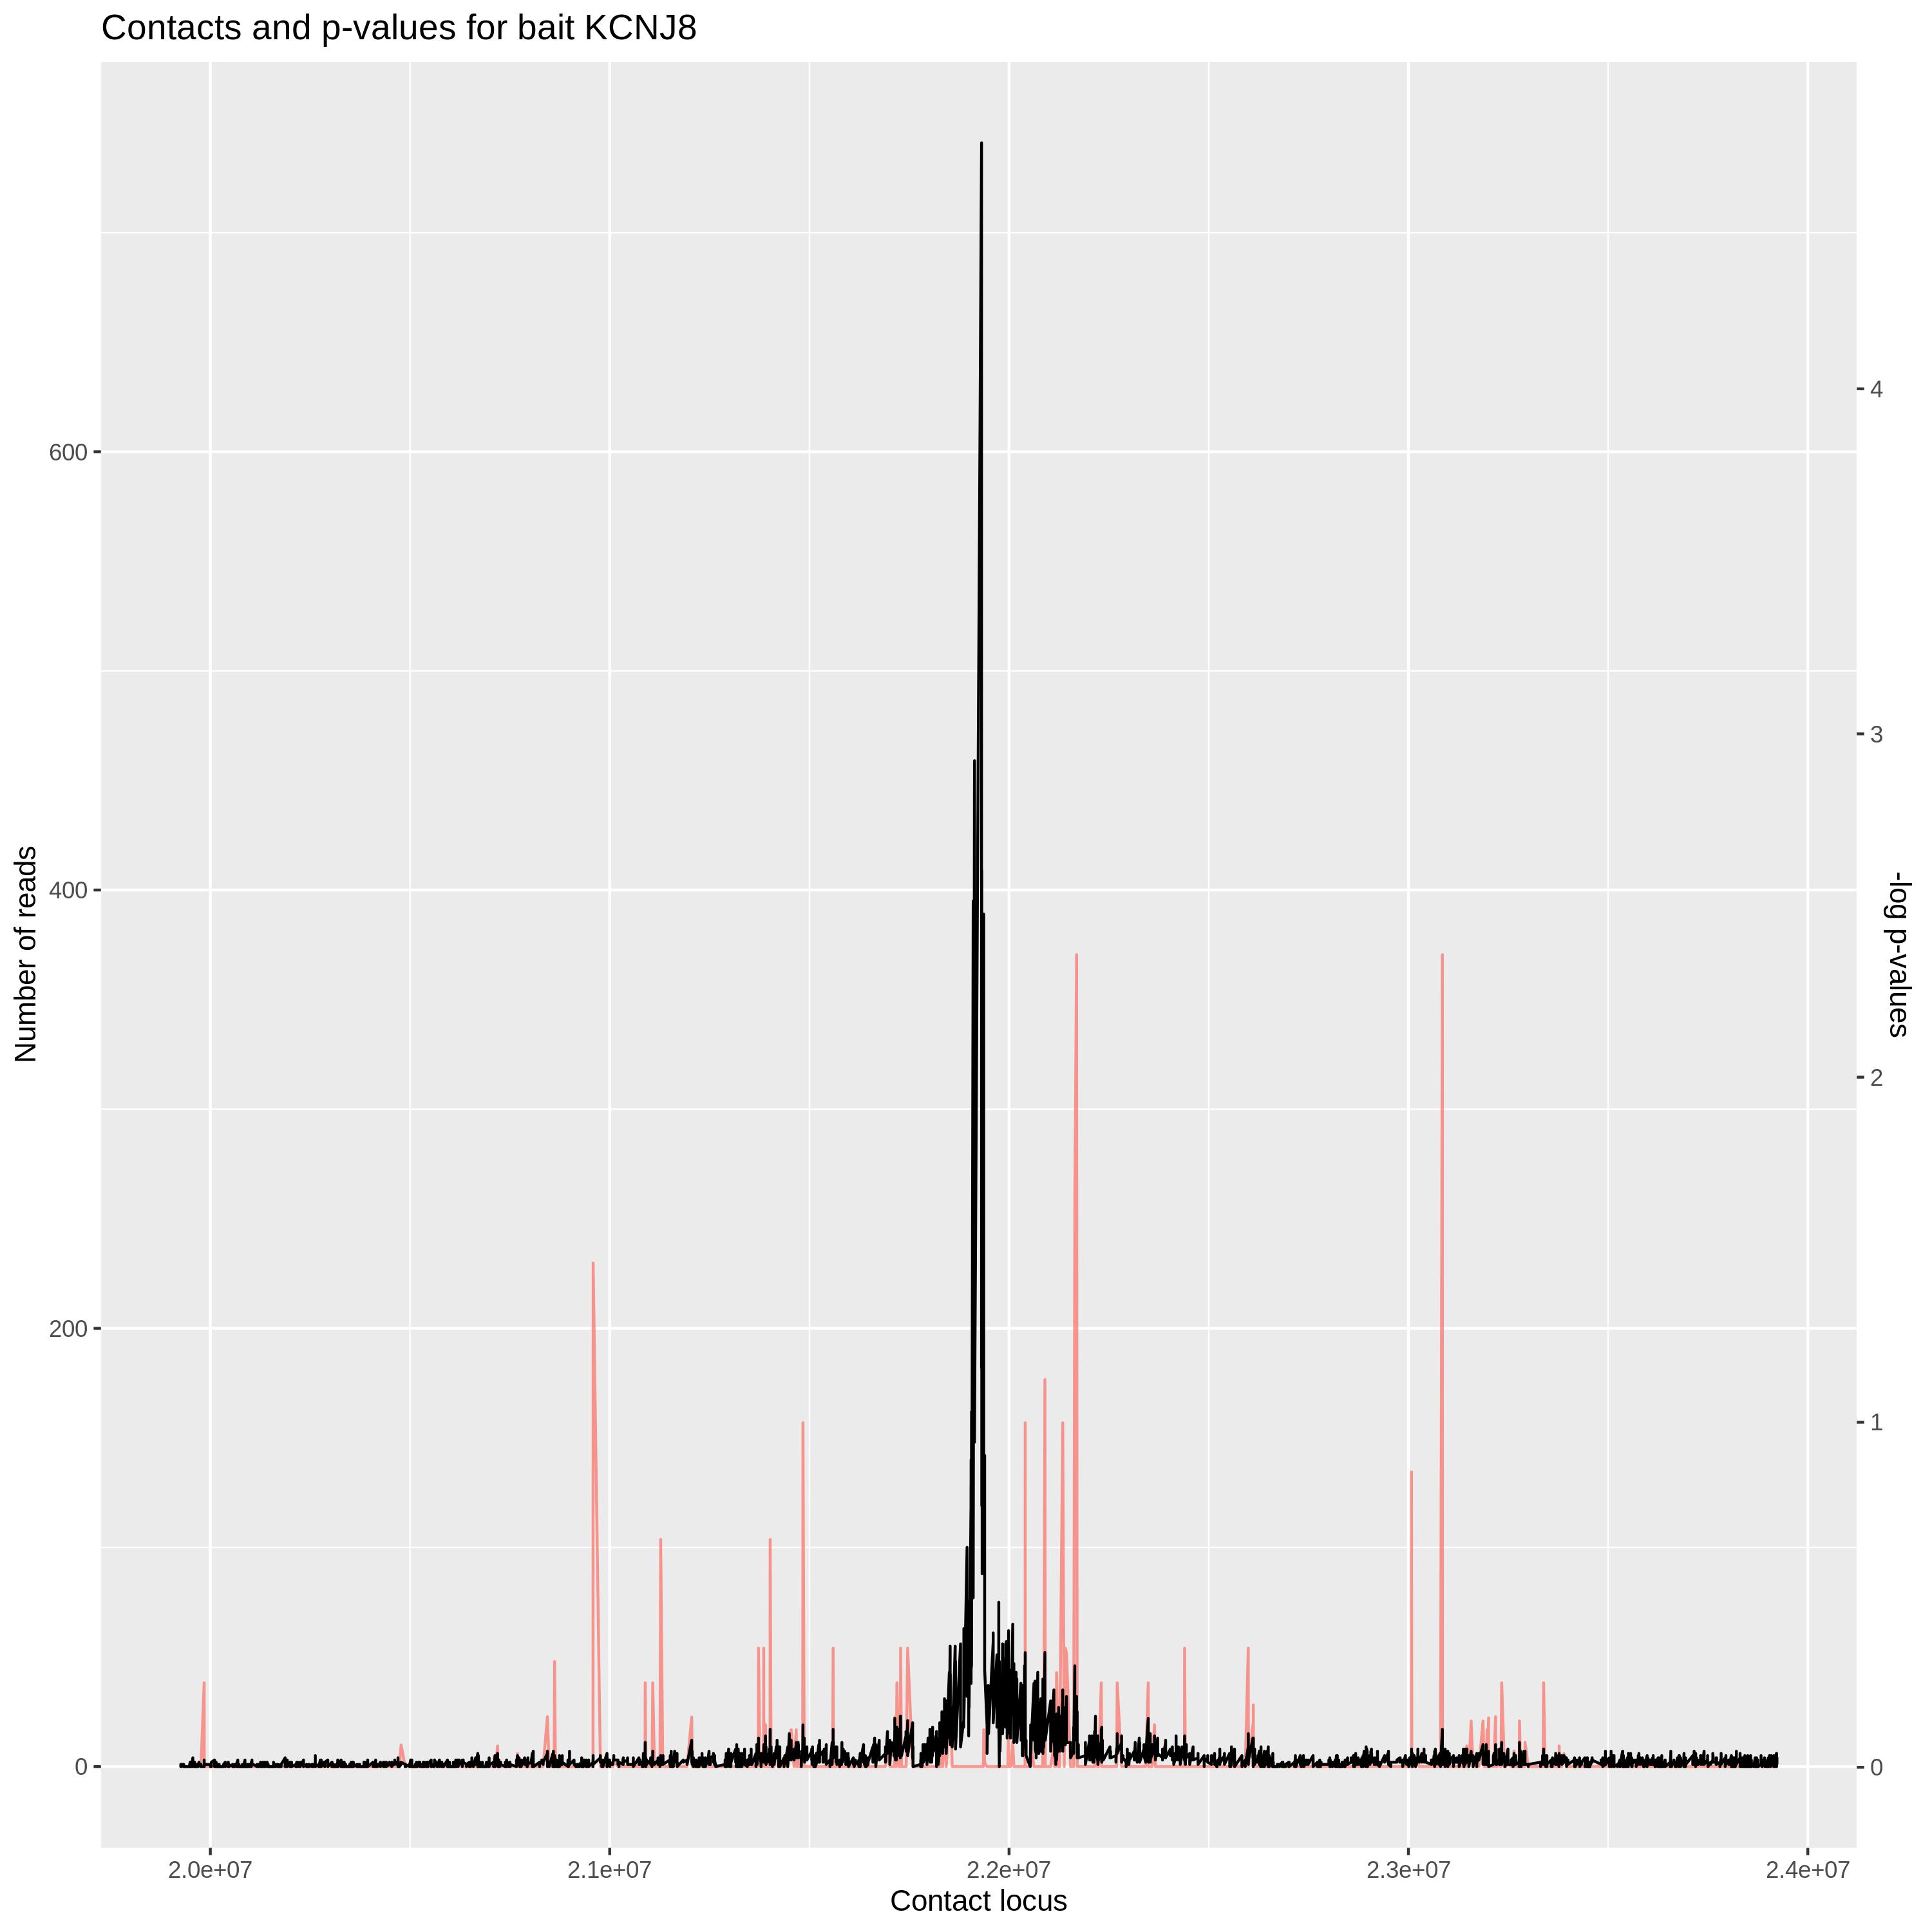 Contacts and p-values for bait KCNJ8
Number of reads
600
400
200
0
-log p-values
4
3
2
1
0
2.0e+07
2.1e+07
2.2e+07
2.3e+07
2.4e+07
Contact locus